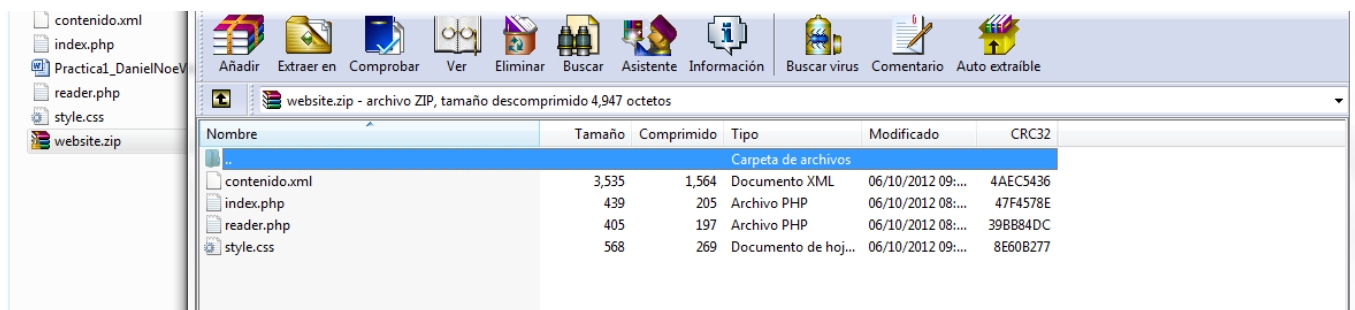 contenido.xml
index.php
Practica1_DanielNoeV
reader.php
style.css
website.zip
Añadir Extraer en Comprobar Ver Eliminar Buscar Asistente Información Buscar virus Comentario Auto extraíble
website.zip - archivo ZIP, tamaño descomprimido 4,947 octetos
Nombre Tamaño Comprimido Tipo Modificado CRC32
.. Carpeta de archivos
contenido.xml 3,535 1,564 Documento XML 06/10/2012 09:... 4AEC5436
index.php 439 205 Archivo PHP 06/10/2012 08:... 47F4578E
reader.php 405 197 Archivo PHP 06/10/2012 08:... 39BB84DC
style.css 568 269 Documento de hoj... 06/10/2012 09:... 8E60B277